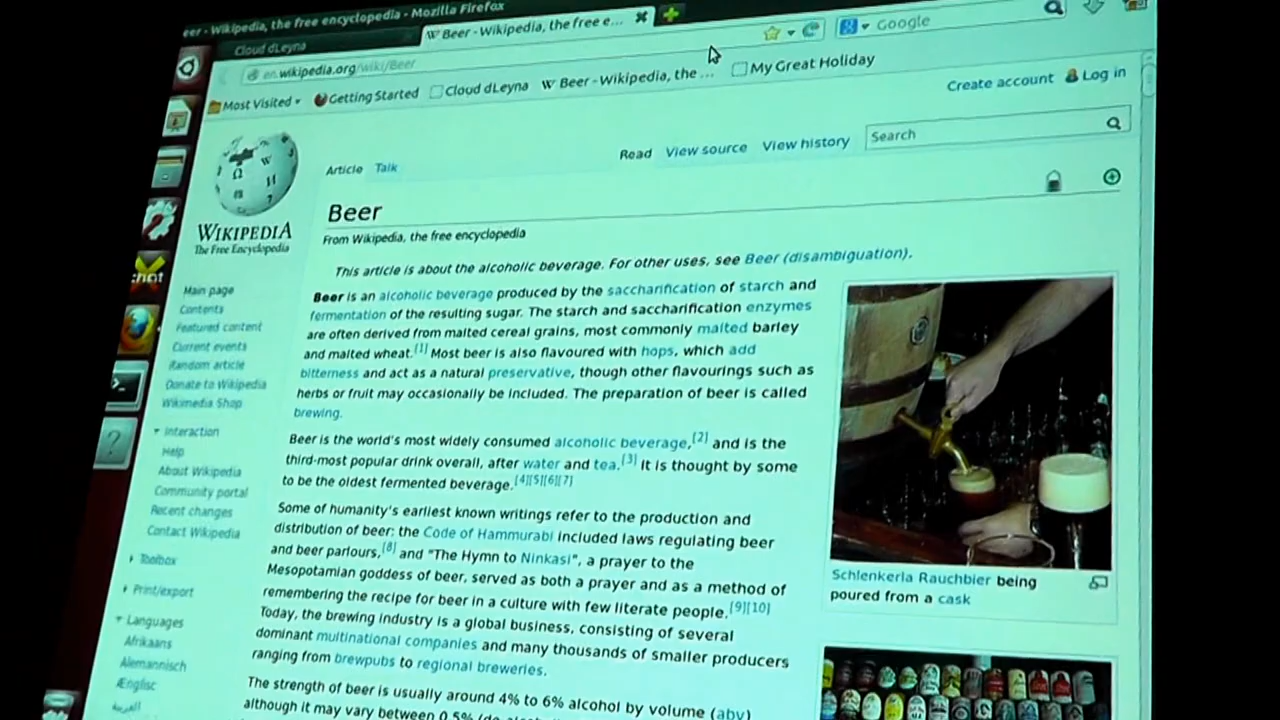 eer - Wikipedia, the free encyclopedia - Mozilla Firefox
Cloud dLeyna
W Beer - Wikipedia, the free e...
en.wikipedia.org/wiki/Beer
Google
Most Visited
Getting Started
Cloud dLeyna
W Beer - Wikipedia, the ...
My Great Holiday
Create account
Log in
WIKIPEDIA
The Free Encyclopedia
Article
Talk
Read
View source
View history
Search
Beer
From Wikipedia, the free encyclopedia
This article is about the alcoholic beverage. For other uses, see Beer (disambiguation).
Beer is an alcoholic beverage produced by the saccharification of starch and
fermentation of the resulting sugar. The starch and saccharification enzymes
are often derived from malted cereal grains, most commonly malted barley
and malted wheat.[1] Most beer is also flavoured with hops, which add
bitterness and act as a natural preservative, though other flavourings such as
herbs or fruit may occasionally be included. The preparation of beer is called
brewing.
Beer is the world's most widely consumed alcoholic beverage,[2] and is the
third-most popular drink overall, after water and tea.[3] It is thought by some
to be the oldest fermented beverage.[4][5][6][7]
Some of humanity's earliest known writings refer to the production and
distribution of beer: the Code of Hammurabi included laws regulating beer
and beer parlours,[8] and "The Hymn to Ninkasi", a prayer to the
Mesopotamian goddess of beer, served as both a prayer and as a method of
remembering the recipe for beer in a culture with few literate people.[9][10]
Today, the brewing industry is a global business, consisting of several
dominant multinational companies and many thousands of smaller producers
ranging from brewpubs to regional breweries.
The strength of beer is usually around 4% to 6% alcohol by volume (abv)
although it may vary between 0.5% (de
Schlenkerla Rauchbier being
poured from a cask
Main page
Contents
Featured content
Current events
Random article
Donate to Wikipedia
Wikimedia Shop
Interaction
Help
About Wikipedia
Community portal
Recent changes
Contact Wikipedia
Toolbox
Print/export
Languages
Afrikaans
Alemannisch
Ænglisc
العربية